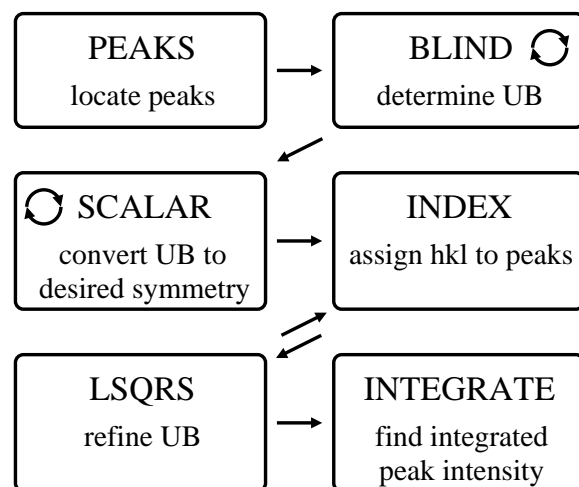 PEAKS
locate peaks
BLIND
determine UB
SCALAR
convert UB to
desired symmetry
INDEX
assign hkl to peaks
LSQRS
refine UB
INTEGRATE
find integrated
peak intensity